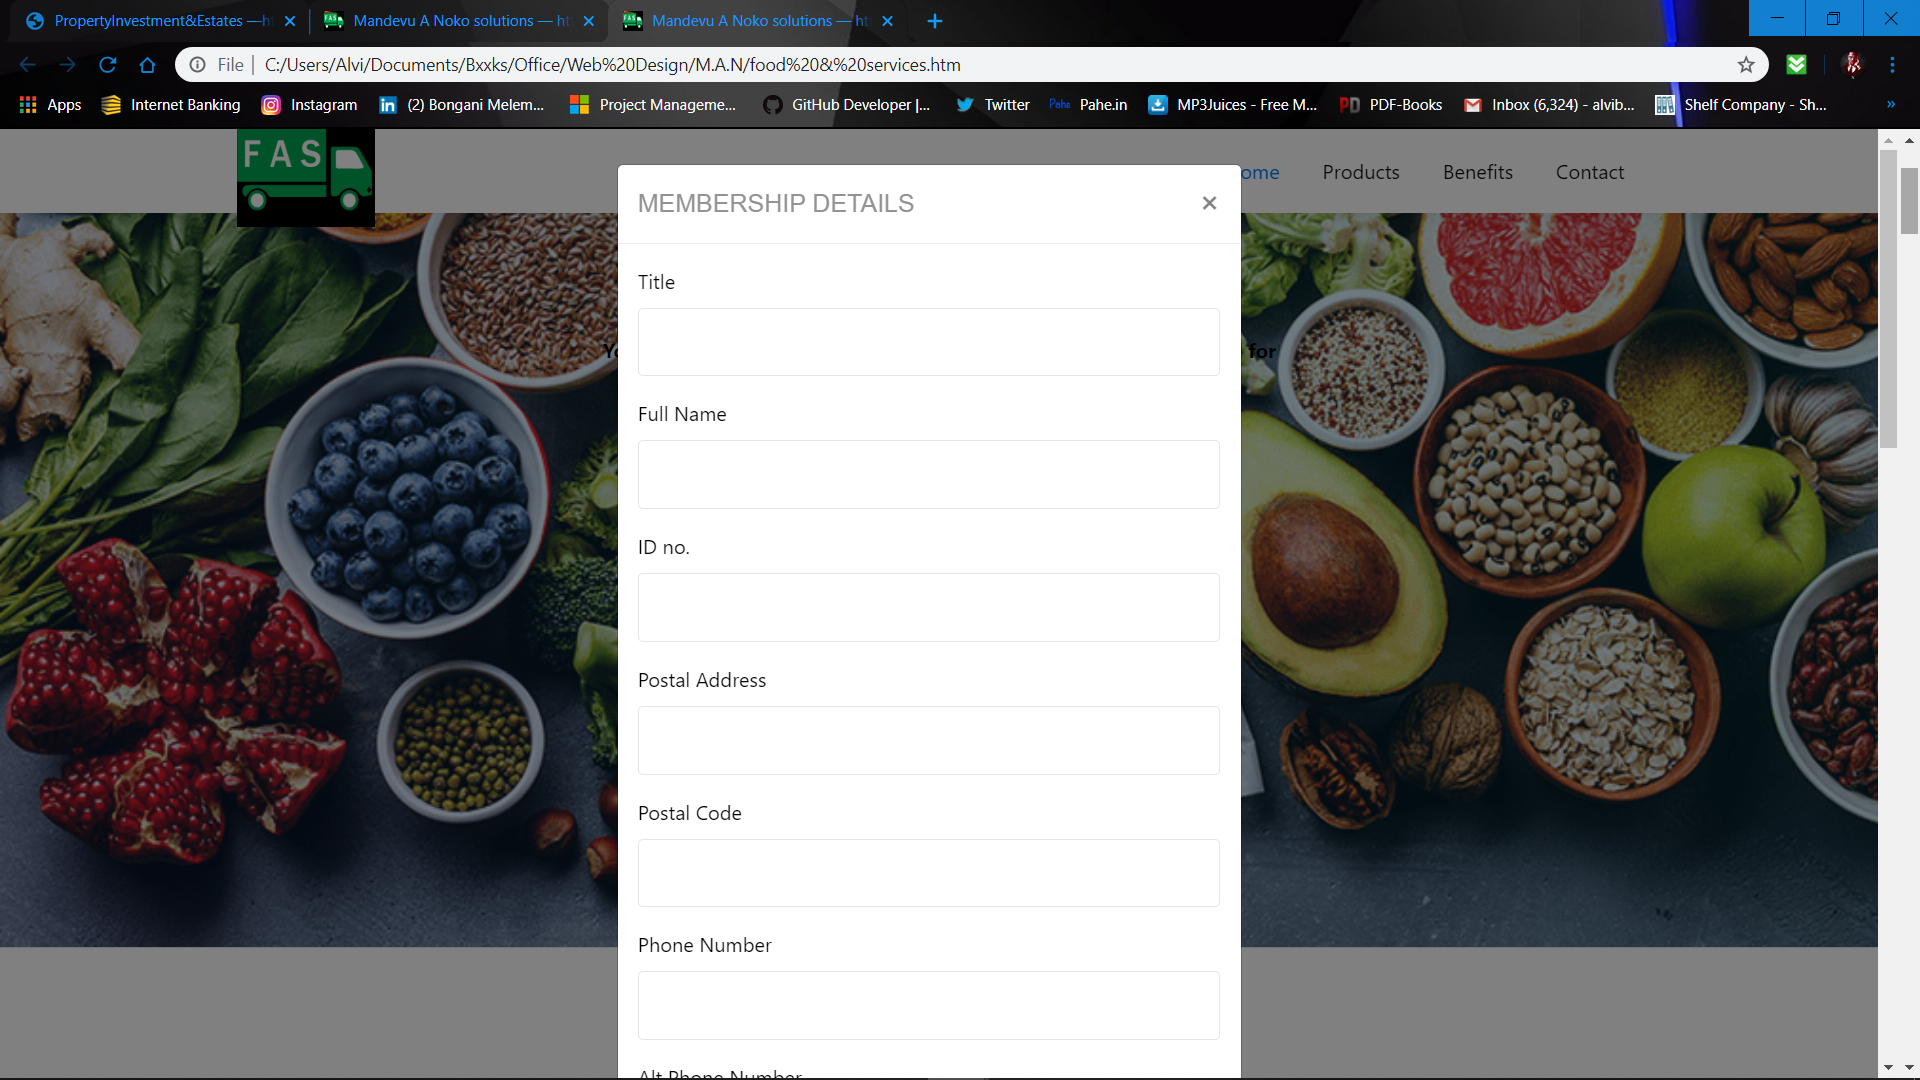 PropertyInvestment&Estates —
Mandevu A Noko solutions — ht
Mandevu A Noko solutions — ht
File
C:/Users/Alvi/Documents/Bxxks/Office/Web%20Design/M.A.N/food%20&%20services.htm
Apps
Internet Banking
Instagram
(2) Bongani Melem...
Project Manageme...
GitHub Developer |...
Twitter
Pahe Pahe.in
MP3Juices - Free M...
PD PDF-Books
Inbox (6,324) - alvib...
Shelf Company - Sh...
FAS
ome
Products
Benefits
Contact
MEMBERSHIP DETAILS
Title
for
Full Name
ID no.
Postal Address
Postal Code
Phone Number
Alt Phone Number